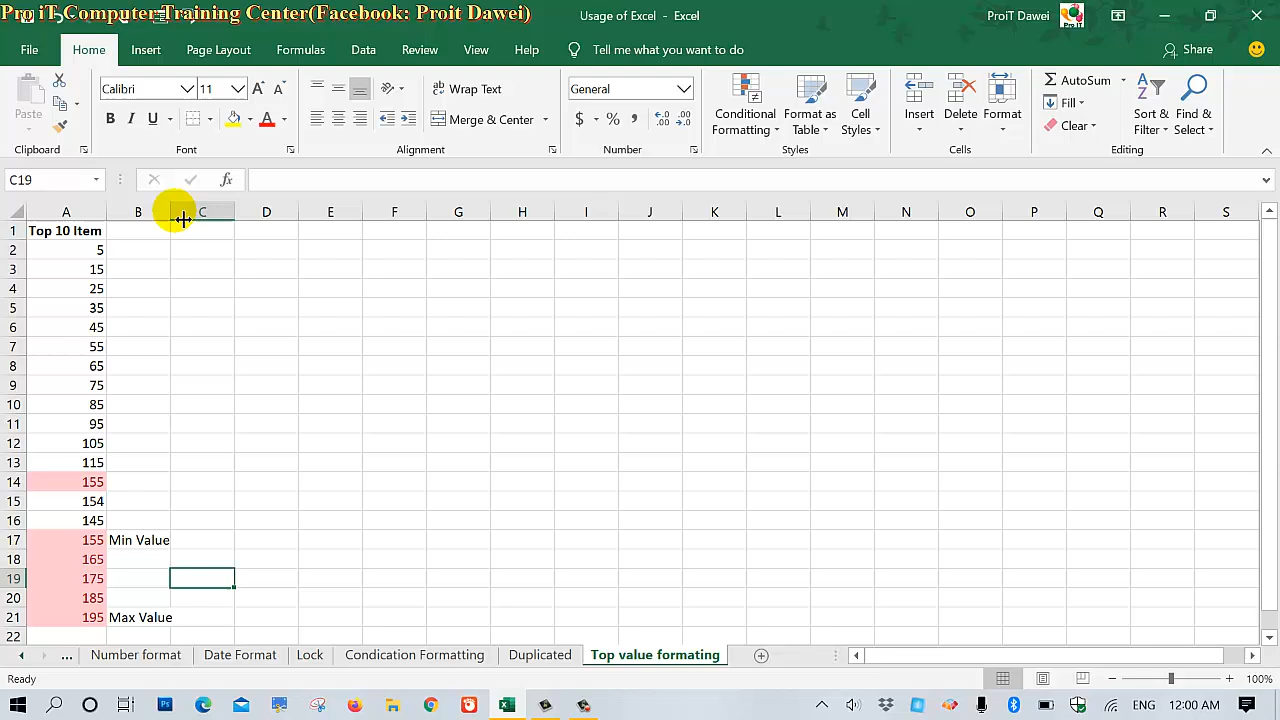 Pro iT Computer Training Center(Facebook: Proit Dawei)
Usage of Excel - Excel
ProiT Dawei
File Home Insert Page Layout Formulas Data Review View Help Tell me what you want to do Share
Calibri 11 Wrap Text General AutoSum
Paste B I U Merge & Center $ % Conditional Formatting Format as Table Cell Styles Insert Delete Format Fill Clear Sort & Filter Find & Select
Clipboard Font Alignment Number Styles Cells Editing
C19 fx
A B C D E F G H I J K L M N O P Q R S
1 Top 10 Item
2 5
3 15
4 25
5 35
6 45
7 55
8 65
9 75
10 85
11 95
12 105
13 115
14 155
15 154
16 145
17 155 Min Value
18 165
19 175
20 185
21 195 Max Value
22
... Number format Date Format Lock Condication Formatting Duplicated Top value formating
Ready 100%
ENG 12:00 AM